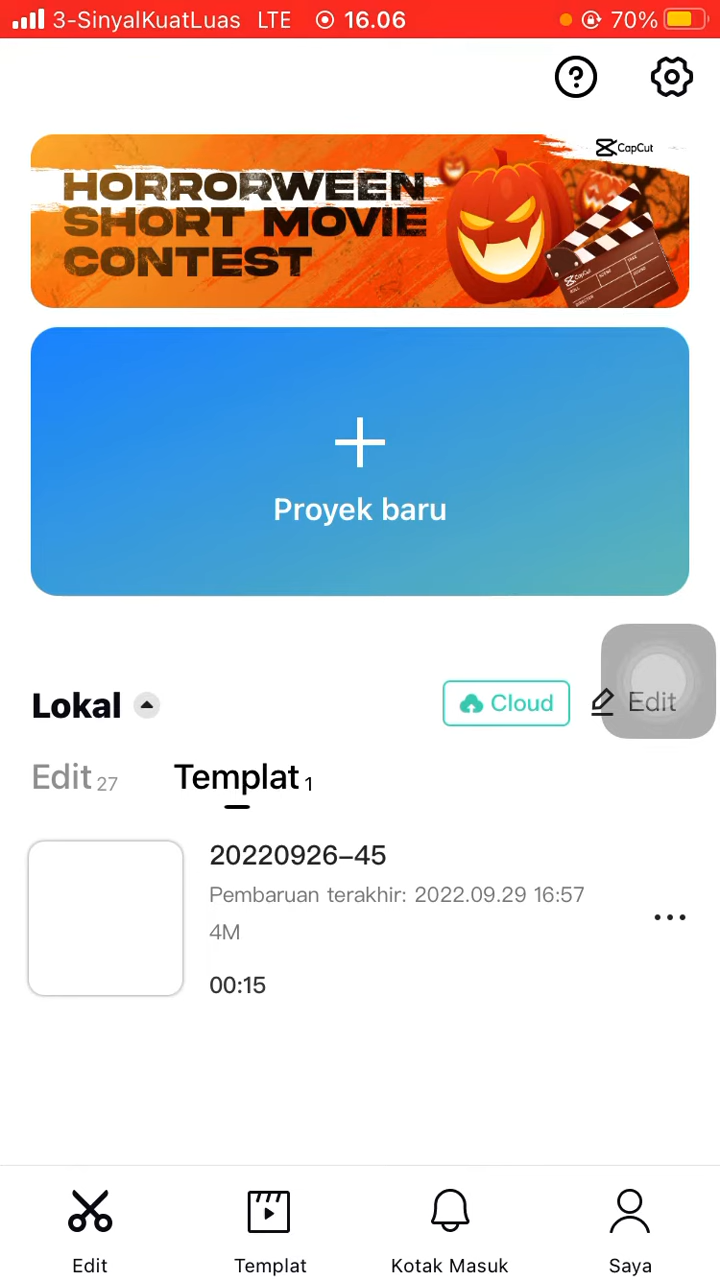 3-SinyalKuatLuas LTE 16.06 70%
CapCut
HORRORWEEN
SHORT MOVIE
CONTEST
CapCut
Proyek baru
Lokal Cloud Edit
Edit 27 Templat 1
20220926-45
Pembaruan terakhir: 2022.09.29 16:57
4M
00:15
Edit Templat Kotak Masuk Saya